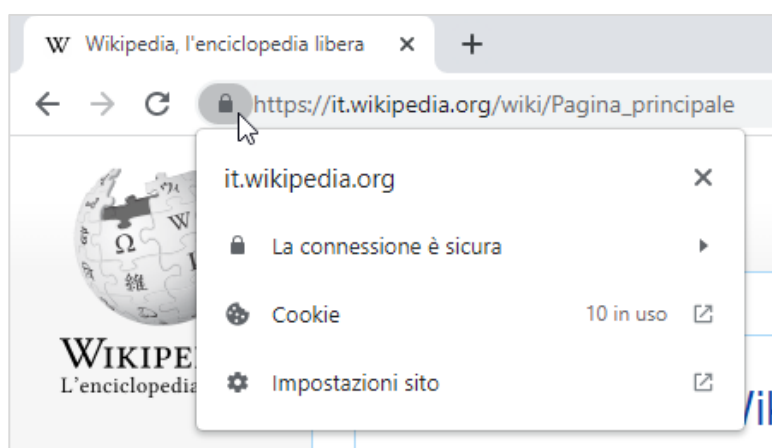 W Wikipedia, l'enciclopedia libera
https://it.wikipedia.org/wiki/Pagina_principale
it.wikipedia.org
La connessione è sicura
Cookie 10 in uso
Impostazioni sito
Ω
W
維
WIKIPE
L'enciclopedia